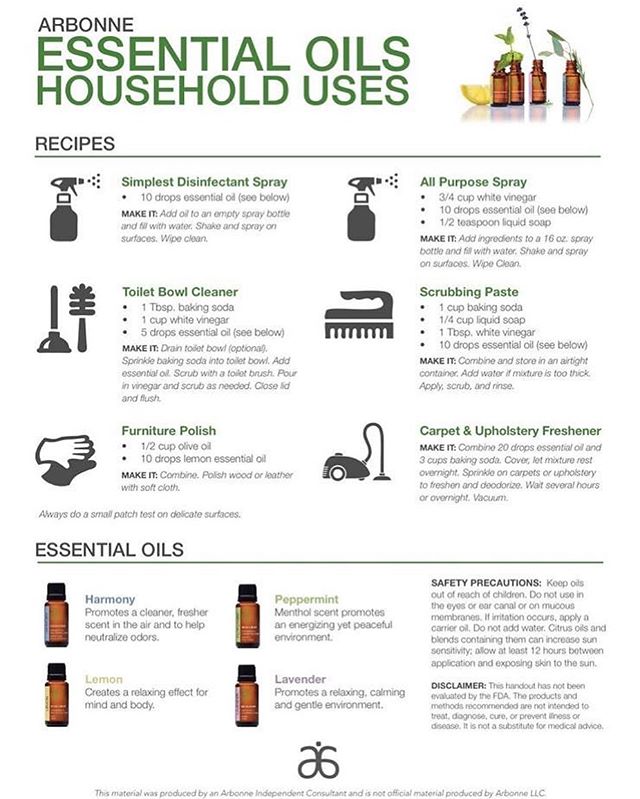 ARBONNE
ESSENTIAL OILS
HOUSEHOLD USES
RECIPES
Simplest Disinfectant Spray
• 10 drops essential oil (see below)
MAKE IT: Add oil to an empty spray bottle
and fill with water. Shake and spray on
surfaces. Wipe clean.
All Purpose Spray
• 3/4 cup white vinegar
• 10 drops essential oil (see below)
• 1/2 teaspoon liquid soap
MAKE IT: Add ingredients to a 16 oz. spray
bottle and fill with water. Shake and spray
on surfaces. Wipe Clean.
Toilet Bowl Cleaner
• 1 Tbsp. baking soda
• 1 cup white vinegar
• 5 drops essential oil (see below)
MAKE IT: Drain toilet bowl (optional).
Sprinkle baking soda into toilet bowl. Add
essential oil. Scrub with a toilet brush. Pour
in vinegar and scrub as needed. Close lid
and flush.
Scrubbing Paste
• 1 cup baking soda
• 1/4 cup liquid soap
• 1 Tbsp. white vinegar
• 10 drops essential oil (see below)
MAKE IT: Combine and store in an airtight
container. Add water if mixture is too thick.
Apply, scrub, and rinse.
Furniture Polish
• 1/2 cup olive oil
• 10 drops lemon essential oil
MAKE IT: Combine. Polish wood or leather
with soft cloth.
Carpet & Upholstery Freshener
MAKE IT: Combine 20 drops essential oil and
3 cups baking soda. Cover, let mixture rest
overnight. Sprinkle on carpets or upholstery
to freshen and deodorize. Wait several hours
or overnight. Vacuum.
Always do a small patch test on delicate surfaces.
ESSENTIAL OILS
Harmony
Promotes a cleaner, fresher
scent in the air and to help
neutralize odors.
Peppermint
Menthol scent promotes
an energizing yet peaceful
environment.
Lemon
Creates a relaxing effect for
mind and body.
Lavender
Promotes a relaxing, calming
and gentle environment.
SAFETY PRECAUTIONS: Keep oils
out of reach of children. Do not use in
the eyes or ear canal or on mucous
membranes. If irritation occurs, apply a
carrier oil. Do not add water. Citrus oils and
blends containing them can increase sun
sensitivity; allow at least 12 hours between
application and exposing skin to the sun.
DISCLAIMER: This handout has not been
evaluated by the FDA. The products and
methods recommended are not intended to
treat, diagnose, cure, or prevent illness or
disease. It is not a substitute for medical advice.
This material was produced by an Arbonne Independent Consultant and is not official material produced by Arbonne LLC.